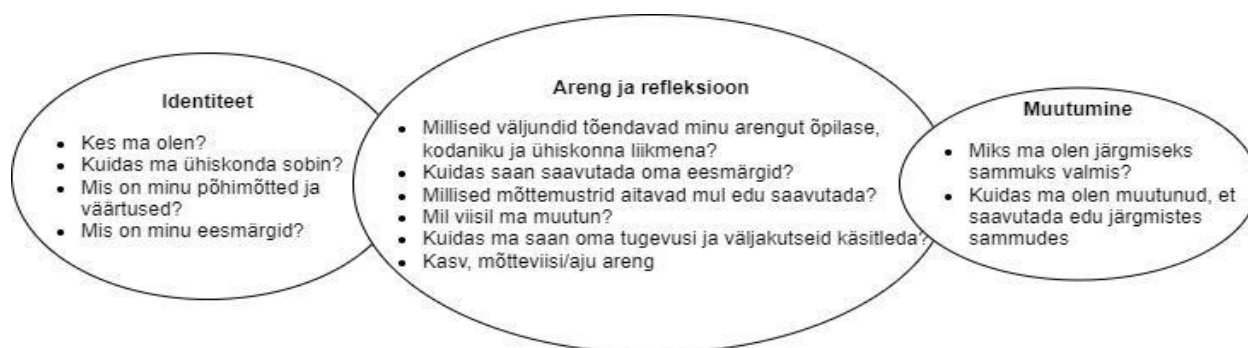 Identiteet
• Kes ma olen?
• Kuidas ma ühiskonda sobin?
• Mis on minu põhimõtted ja
väärtused?
• Mis on minu eesmärgid?
Areng ja refleksioon
• Millised väljundid tõendavad minu arengut õpilase,
kodaniku ja ühiskonna liikmena?
• Kuidas saan saavutada oma eesmärgid?
• Millised mõttemustrid aitavad mul edu saavutada?
• Mil viisil ma muutun?
• Kuidas ma saan oma tugevusi ja väljakutseid käsitleda?
• Kasv, mõtteviisi/aju areng
Muutumine
• Miks ma olen järgmiseks
sammuks valmis?
• Kuidas ma olen muutunud, et
saavutada edu järgmistes
sammudes